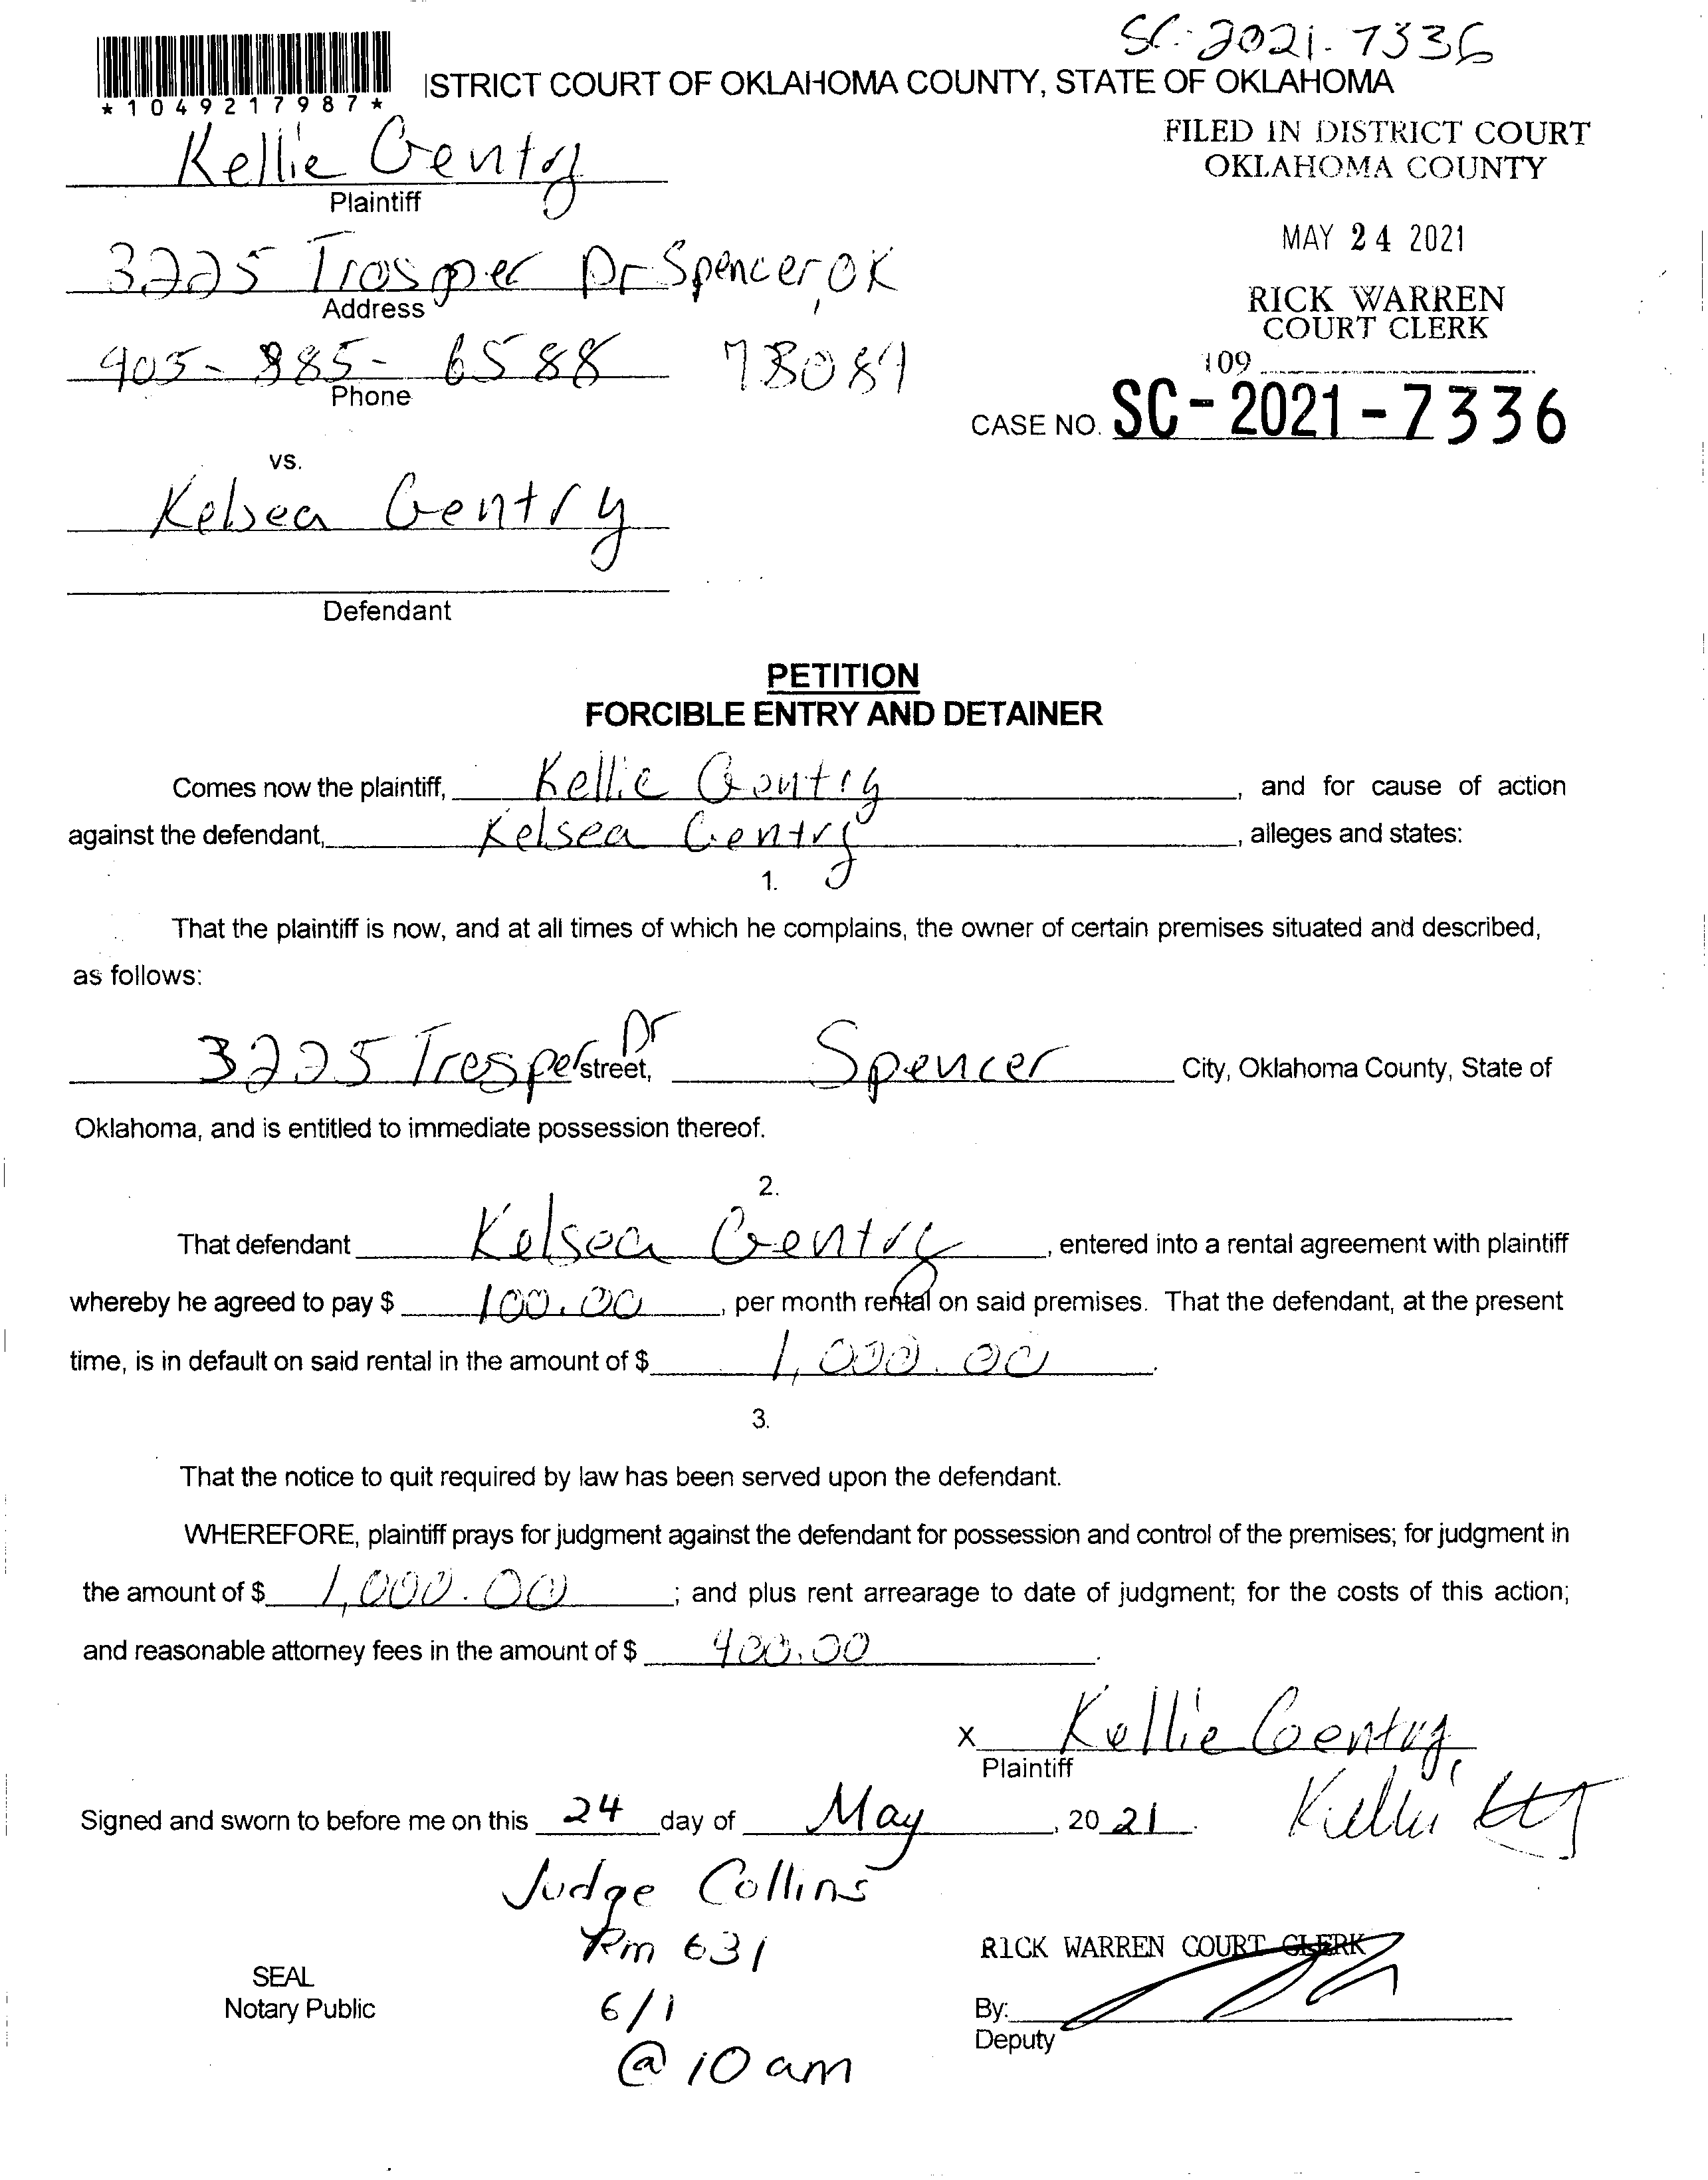 SC-2021-7336
*1049217987*
ISTRICT COURT OF OKLAHOMA COUNTY, STATE OF OKLAHOMA
Kellie Gentry
Plaintiff
FILED IN DISTRICT COURT
OKLAHOMA COUNTY
MAY 24 2021
RICK WARREN
COURT CLERK
109
3225 Trosper Dr Spencer, OK
Address
405-885-6588 73084
Phone
CASE NO. SC-2021-7336
vs.
Kelsea Gentry
Defendant
PETITION
FORCIBLE ENTRY AND DETAINER
Comes now the plaintiff, Kellie Gentry, and for cause of action
against the defendant, Kelsea Gentry, alleges and states:
1.
That the plaintiff is now, and at all times of which he complains, the owner of certain premises situated and described,
as follows:
3225 Trosper Dr street, Spencer City, Oklahoma County, State of
Oklahoma, and is entitled to immediate possession thereof.
2.
That defendant Kelsea Gentry, entered into a rental agreement with plaintiff
whereby he agreed to pay $ 100.00, per month rental on said premises. That the defendant, at the present
time, is in default on said rental in the amount of $ 1,000.00.
3.
That the notice to quit required by law has been served upon the defendant.
WHEREFORE, plaintiff prays for judgment against the defendant for possession and control of the premises; for judgment in
the amount of $ 1,000.00; and plus rent arrearage to date of judgment; for the costs of this action;
and reasonable attorney fees in the amount of $ 400.00.
x Kellie Gentry
Plaintiff
Signed and sworn to before me on this 24 day of May, 2021.
Judge Collins
Rm 631
6/1
@ 10 am
SEAL
Notary Public
RICK WARREN COURT CLERK
By:
Deputy